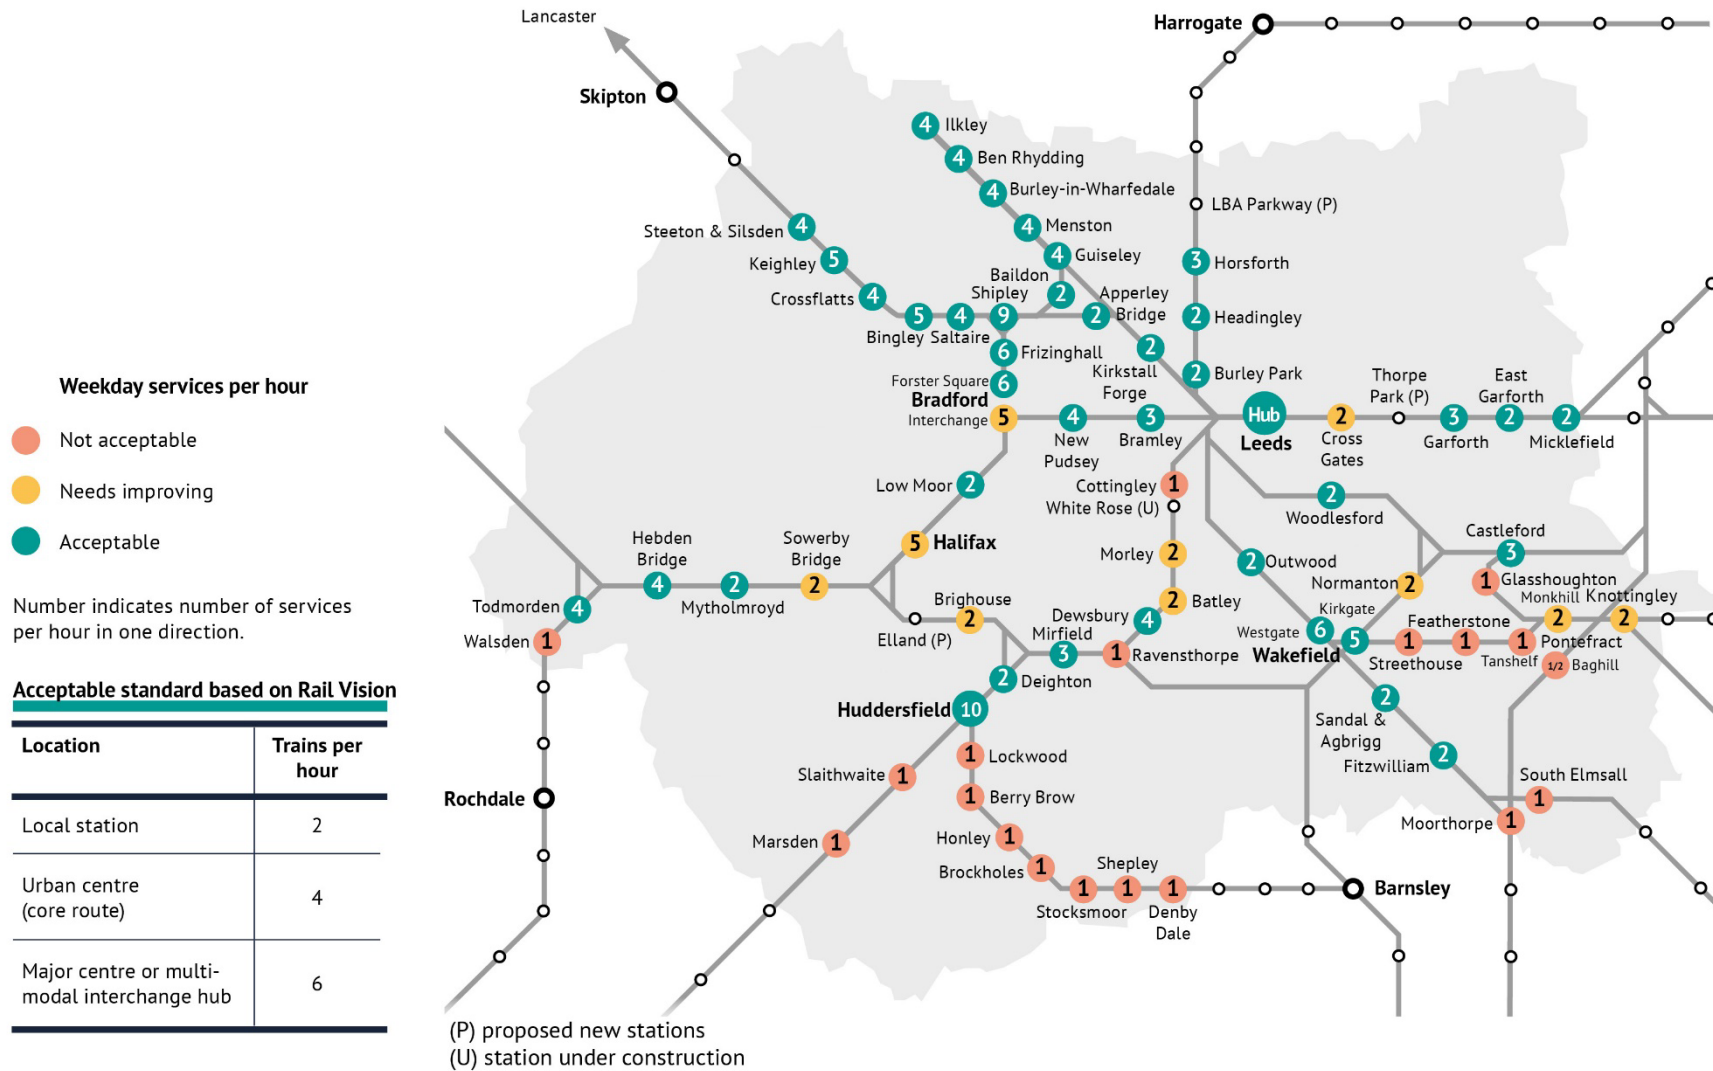 Weekday services per hour
Not acceptable
Needs improving
Acceptable
Number indicates number of services
per hour in one direction.
Acceptable standard based on Rail Vision
Location
Trains per
hour
Local station
2
Urban centre
(core route)
4
Major centre or multi-
modal interchange hub
6
Lancaster
Skipton
Harrogate
4 Ilkley
4 Ben Rhydding
4 Burley-in-Wharfedale
4 Menston
4 Guiseley
Steeton & Silsden 4
Keighley 5
Crossflatts 4
Bingley 5
Saltaire 4
Shipley 9
Baildon 2
Apperley
Bridge
2
2
Kirkstall
Forge
LBA Parkway (P)
3 Horsforth
2 Headingley
2 Burley Park
6 Frizinghall
Forster Square 6
Bradford
Interchange 5
4
New
Pudsey
3
Bramley
Hub
Leeds
2
Cross
Gates
Thorpe
Park (P)
3
Garforth
East
Garforth
2
2
Micklefield
Low Moor 2
5 Halifax
Cottingley 1
White Rose (U)
Morley 2
2 Batley
Dewsbury
4
1 Ravensthorpe
Mirfield
3
2
Woodlesford
2 Outwood
Castleford
3
1 Glasshoughton
Normanton 2
Monkhill
2
Knottingley
2
Pontefract
Kirkgate
5
Westgate 6
Wakefield
1
Streethouse
Featherstone
1
1
Tanshelf
1/2 Baghill
Hebden
Bridge
4
2
Mytholmroyd
Sowerby
Bridge
2
Todmorden 4
Walsden 1
Elland (P)
Brighouse
2
2
Deighton
Huddersfield 10
1 Lockwood
1 Berry Brow
Honley 1
Brockholes 1
1
Stocksmoor
Shepley
1
1
Denby
Dale
Slaithwaite 1
Marsden 1
Rochdale
Barnsley
2
Sandal &
Agbrigg
2
Fitzwilliam
South Elmsall
1
Moorthorpe 1
(P) proposed new stations
(U) station under construction